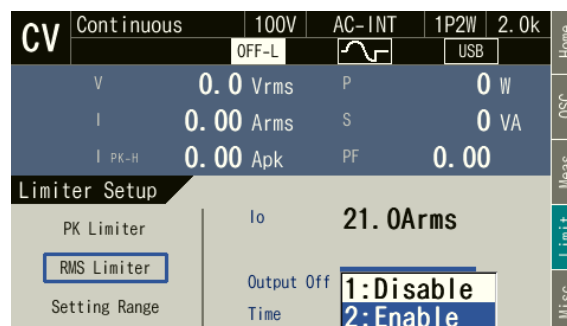 CV Continuous 100V AC-INT 1P2W 2.0k
OFF-L USB
V 0.0 Vrms P 0 W
I 0.00 Arms S 0 VA
I PK-H 0.00 Apk PF 0.00
Limiter Setup
PK Limiter
RMS Limiter
Setting Range
Io 21.0Arms
Output Off
Time
1:Disable
2:Enable
Home
OSC
Meas
Limit
Misc